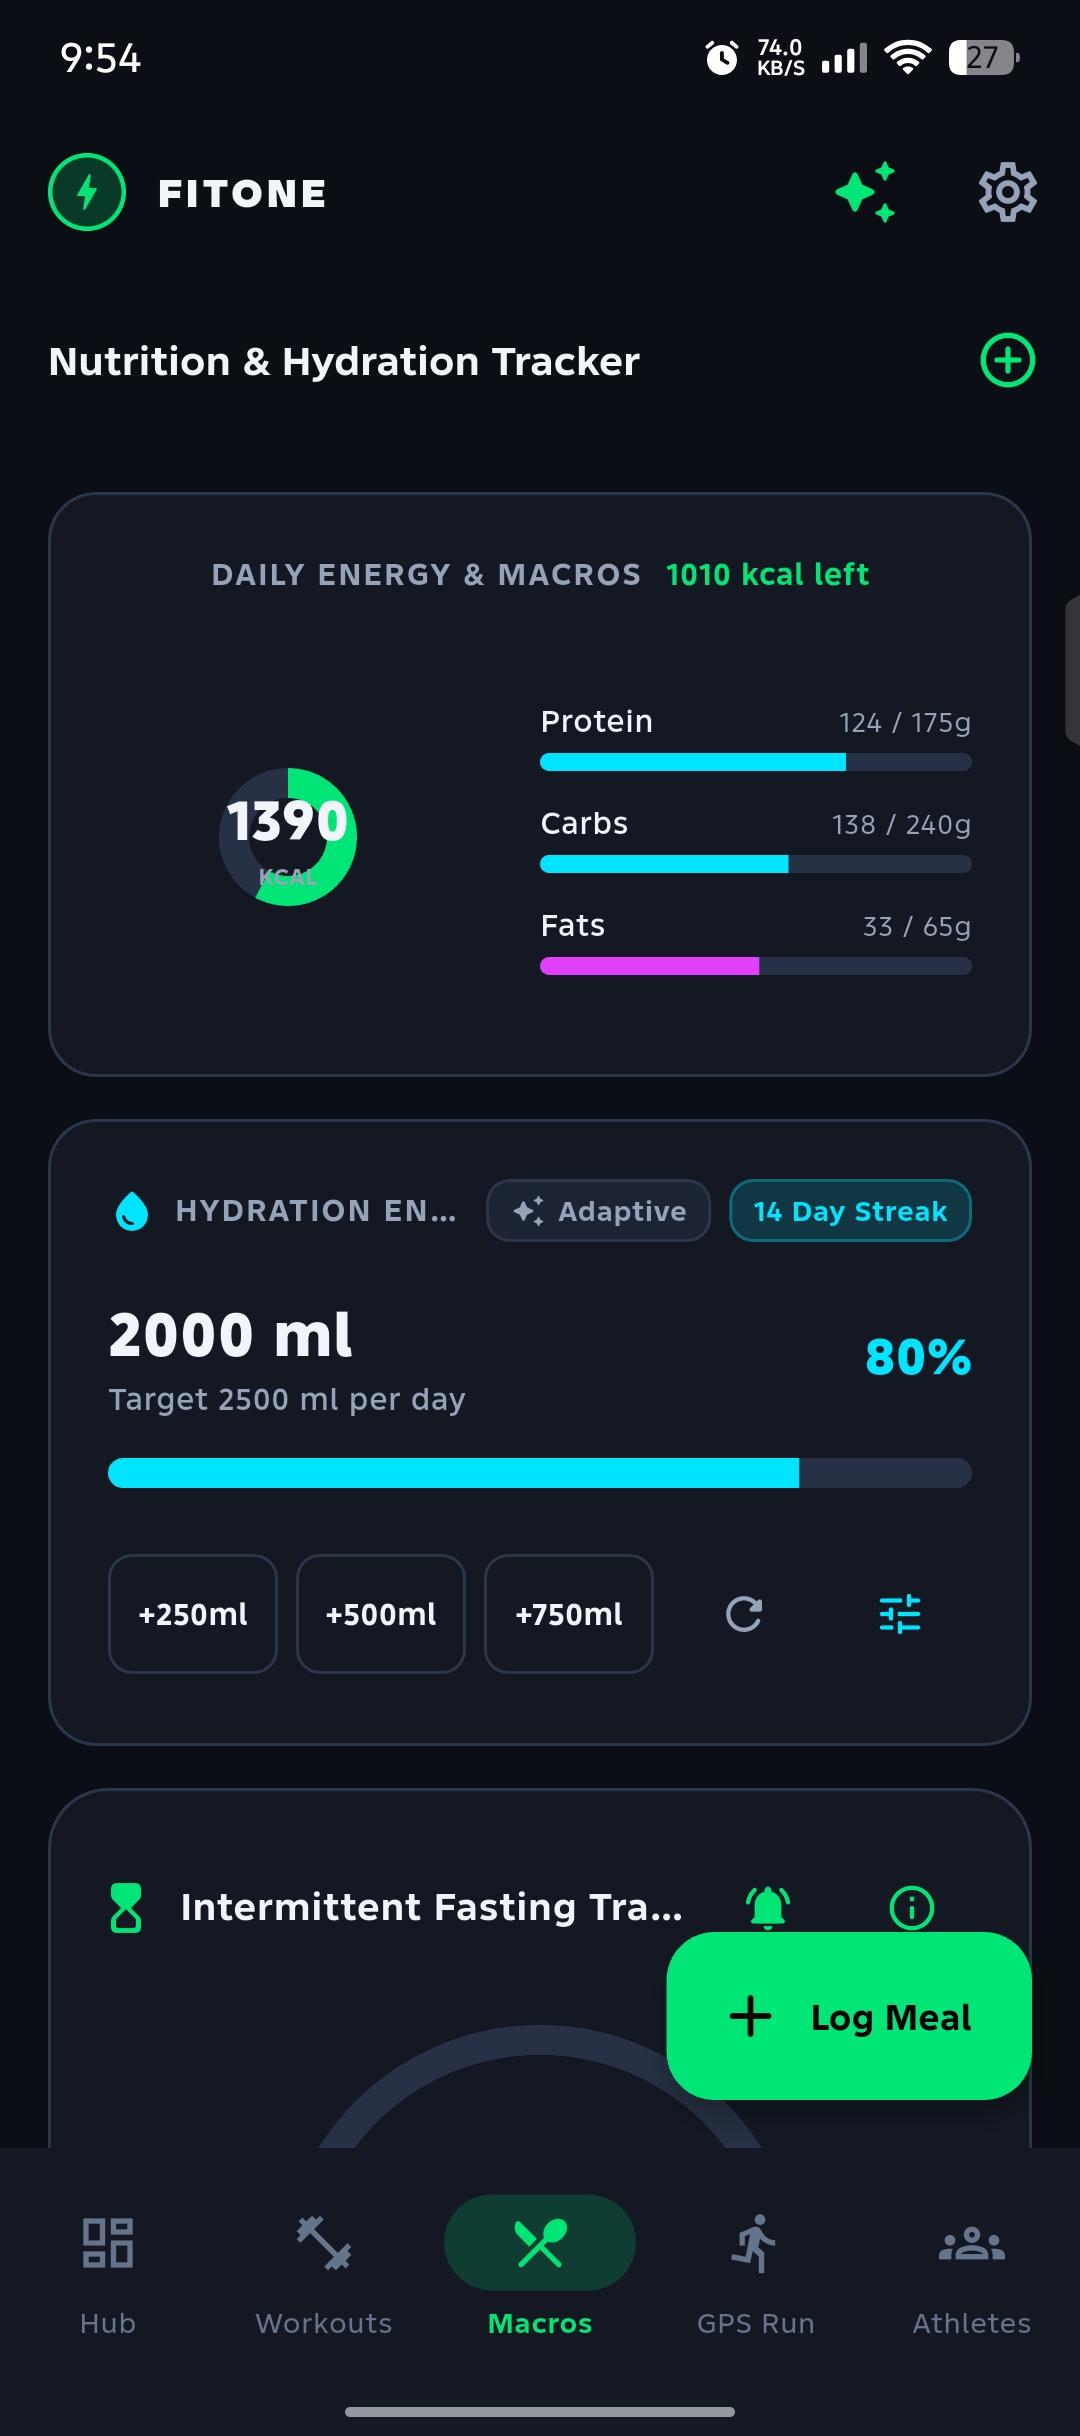 9:54
74.0
KB/S
27
FITONE
Nutrition & Hydration Tracker
DAILY ENERGY & MACROS 1010 kcal left
Protein 124 / 175g
1390
KCAL
Carbs 138 / 240g
Fats 33 / 65g
HYDRATION EN... Adaptive 14 Day Streak
2000 ml
80%
Target 2500 ml per day
+250ml +500ml +750ml
Intermittent Fasting Tra...
Log Meal
Hub Workouts Macros GPS Run Athletes